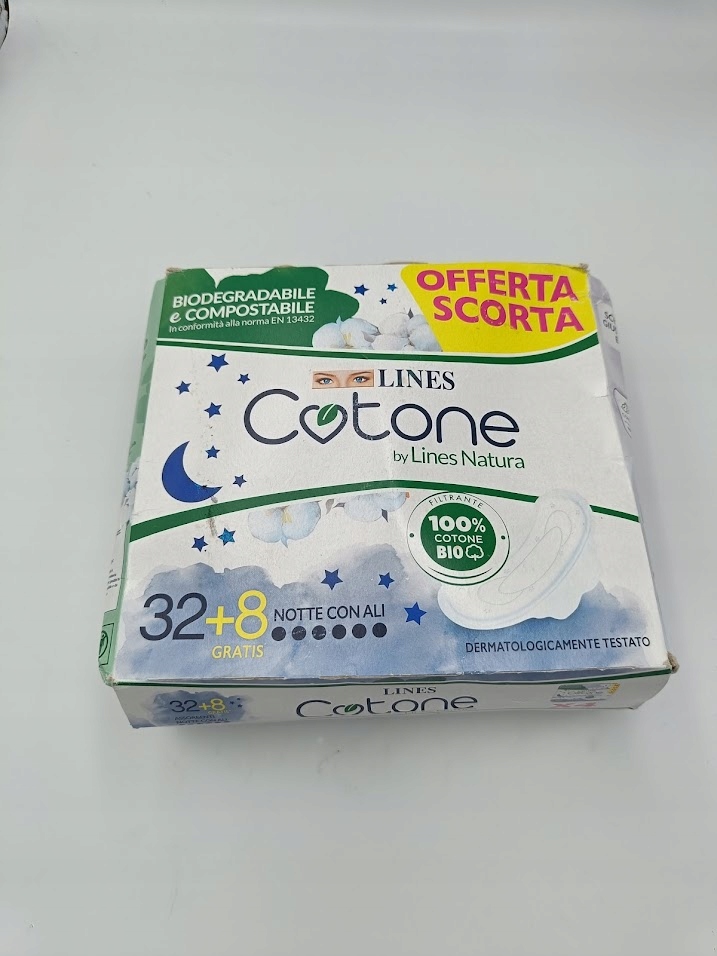 BIODEGRADABILE
e COMPOSTABILE
In conformità alla norma EN 13432
OFFERTA
SCORTA
LINES
Cotone
by Lines Natura
FILTRANTE
100%
COTONE
BIO
32+8
GRATIS
NOTTE CON ALI
DERMATOLOGICAMENTE TESTATO
32+8
LINES
Cotone
X4